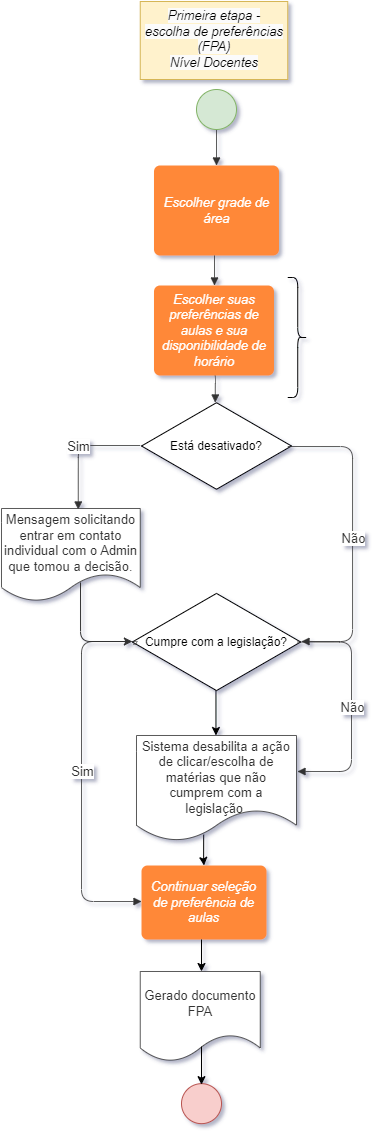 Primeira etapa -
escolha de preferências
(FPA)
Nível Docentes
Escolher grade de
área
Escolher suas
preferências de
aulas e sua
disponibilidade de
horário
Está desativado?
Sim
Mensagem solicitando
entrar em contato
individual com o Admin
que tomou a decisão.
Não
Cumpre com a legislação?
Não
Sistema desabilita a ação
de clicar/escolha de
matérias que não
cumprem com a
legislação
Sim
Continuar seleção
de preferência de
aulas
Gerado documento
FPA